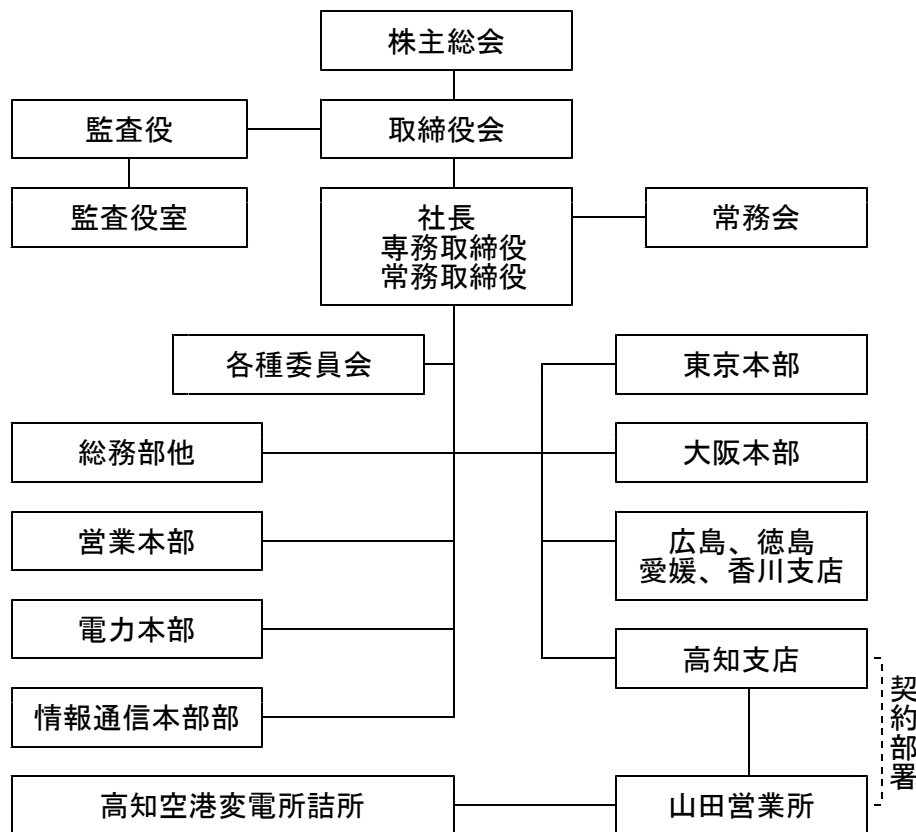 株主総会
監査役
取締役会
監査役室
社長
専務取締役
常務取締役
常務会
各種委員会
東京本部
総務部他
大阪本部
営業本部
広島、徳島
愛媛、香川支店
電力本部
高知支店
情報通信本部部
契約部署
高知空港変電所詰所
山田営業所